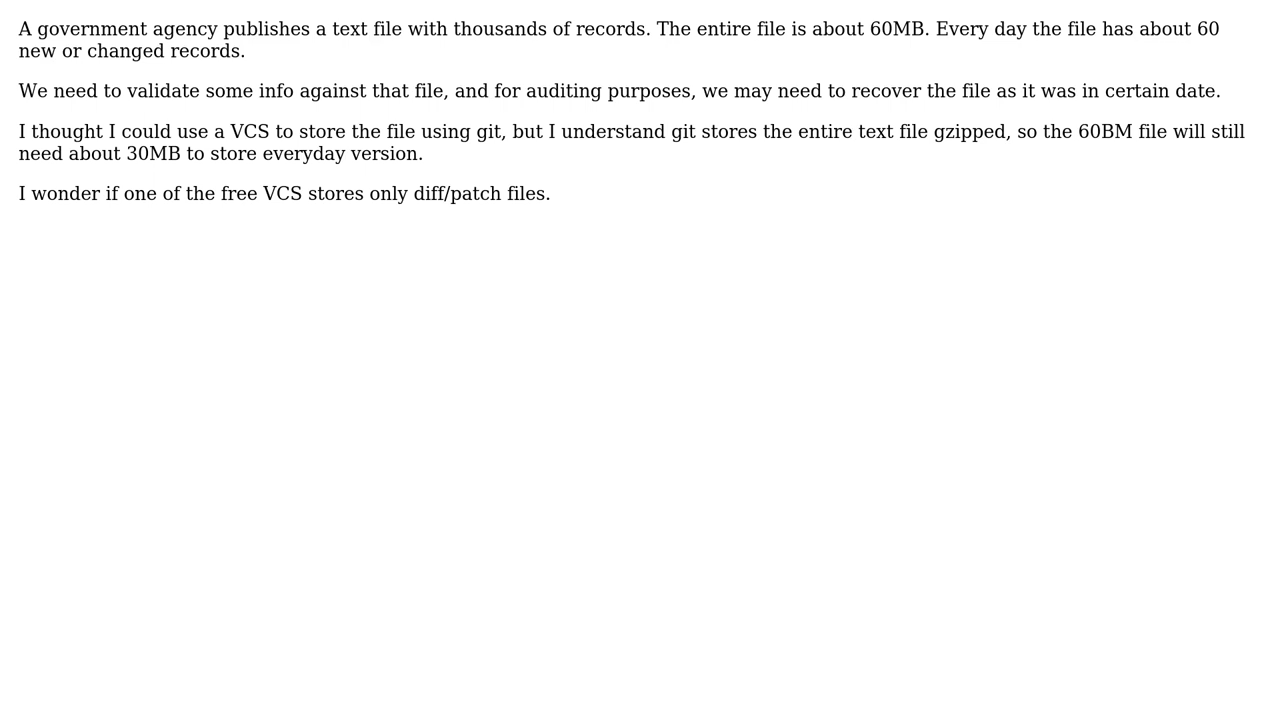 A government agency publishes a text file with thousands of records. The entire file is about 60MB. Every day the file has about 60
new or changed records.
We need to validate some info against that file, and for auditing purposes, we may need to recover the file as it was in certain date.
I thought I could use a VCS to store the file using git, but I understand git stores the entire text file gzipped, so the 60BM file will still
need about 30MB to store everyday version.
I wonder if one of the free VCS stores only diff/patch files.